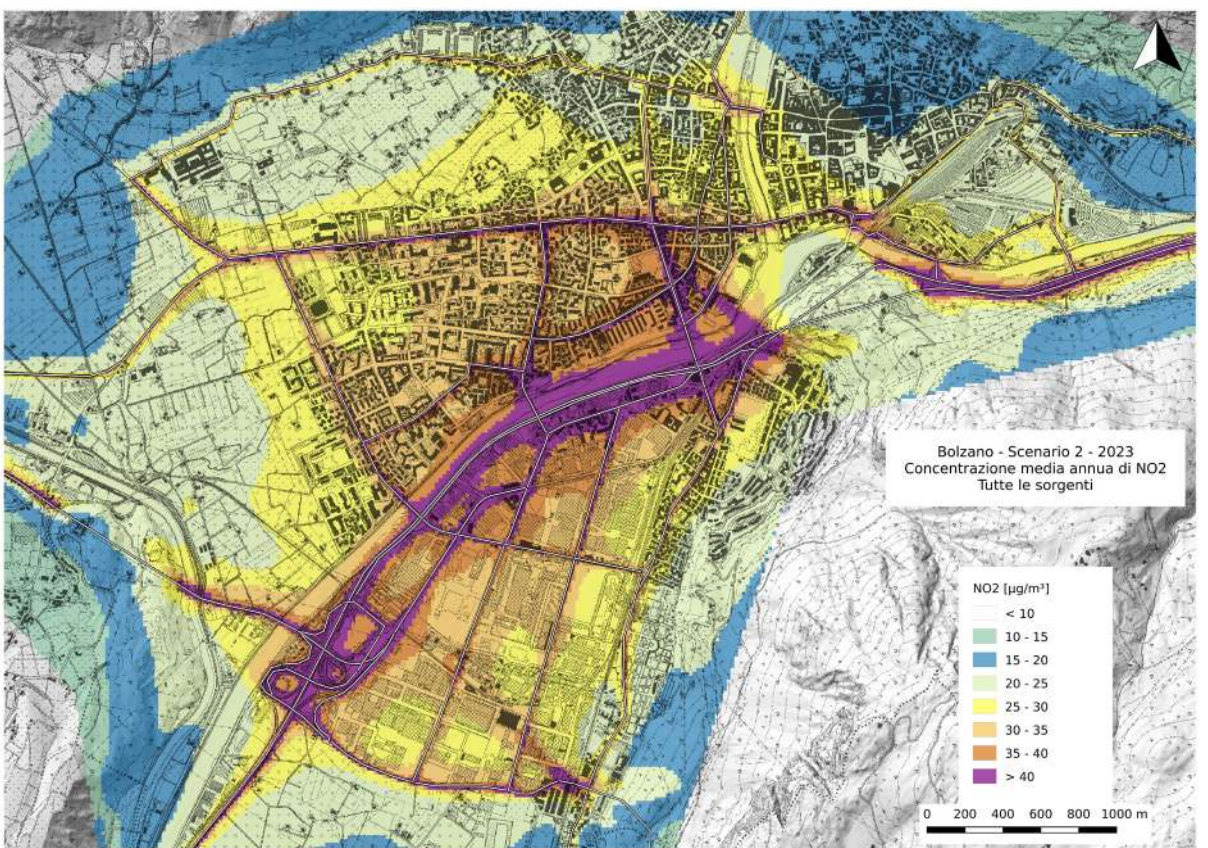 Bolzano - Scenario 2 - 2023
Concentrazione media annua di NO2
Tutte le sorgenti
NO2 [µg/m³]
< 10
10 - 15
15 - 20
20 - 25
25 - 30
30 - 35
35 - 40
> 40
0 200 400 600 800 1000 m